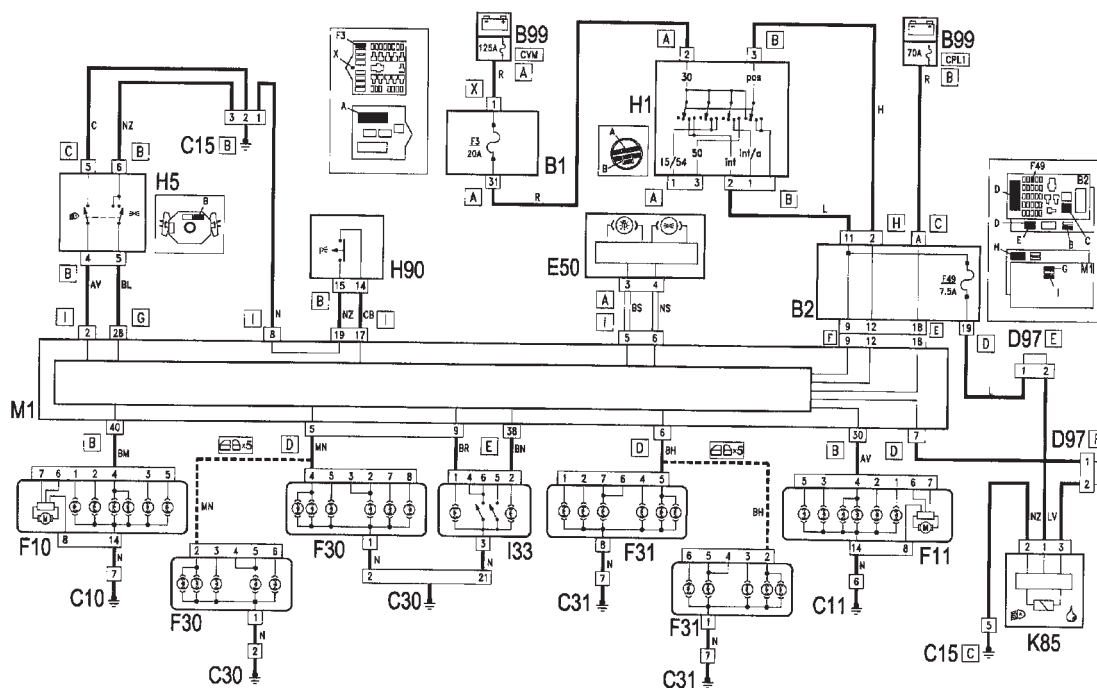 F3
X
A
125A
B99
CVM
A
R
X
1
F3
20A
B1
31
A
R
A
2
3
B
30
pos
H1
A
B
15/54
50
int
int/a
1
3
2
1
A
B
L
H
70A
B99
CPL1
B
R
H
C
11
2
A
F49
7.5A
B2
9
12
18
19
F
E
D
F49
B2
D
D
E
B
C
H
M1
G
I
D97
E
1
2
L
C
NZ
3
2
1
C15
B
C
B
5
6
H5
B
4
5
B
AV
BL
I
G
2
28
I
N
8
H90
15
14
B
NZ
CB
I
19
17
E50
3
4
A
BS
NS
I
5
6
9
12
18
M1
40
5
9
38
6
30
7
B
BM
x5
D
MN
BR
E
BN
D
BH
x5
B
AV
D
D97
1
2
7
6
1
2
4
3
5
M
8
14
F10
N
7
C10
MN
2
3
4
5
6
F30
1
N
2
C30
4
5
3
2
1
7
8
F30
1
N
2
21
C30
1
4
6
5
2
I33
3
N
1
2
7
6
4
5
F31
8
N
7
C31
BH
6
5
4
3
2
F31
1
N
7
C31
5
3
4
2
1
6
7
M
14
8
F11
N
6
C11
NZ
LV
2
1
3
K85
5
C15
C